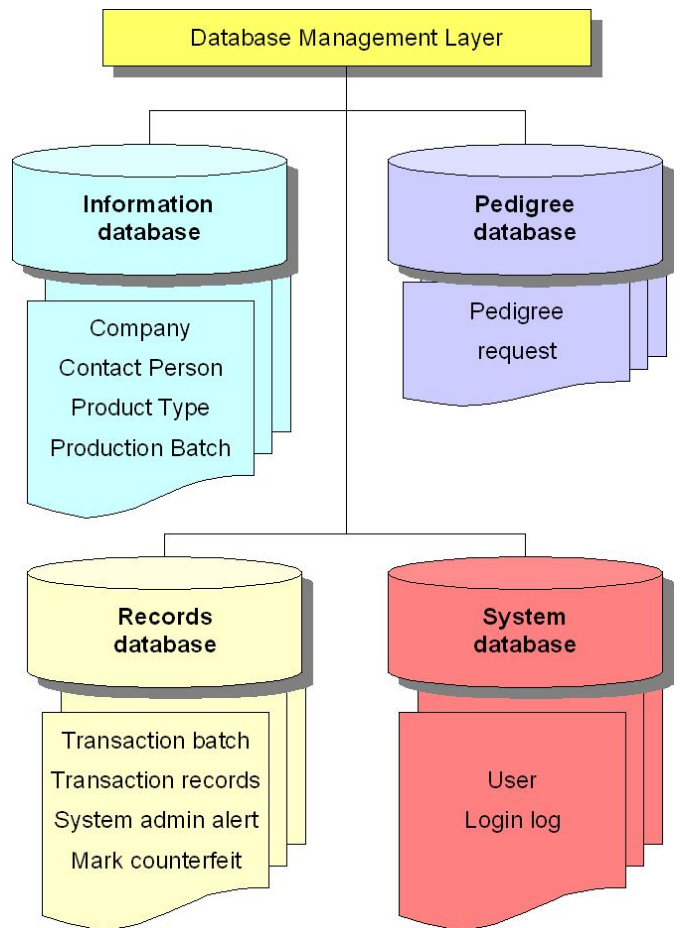 Database Management Layer
Information
database
Company
Contact Person
Product Type
Production Batch
Pedigree
database
Pedigree
request
Records
database
Transaction batch
Transaction records
System admin alert
Mark counterfeit
System
database
User
Login log